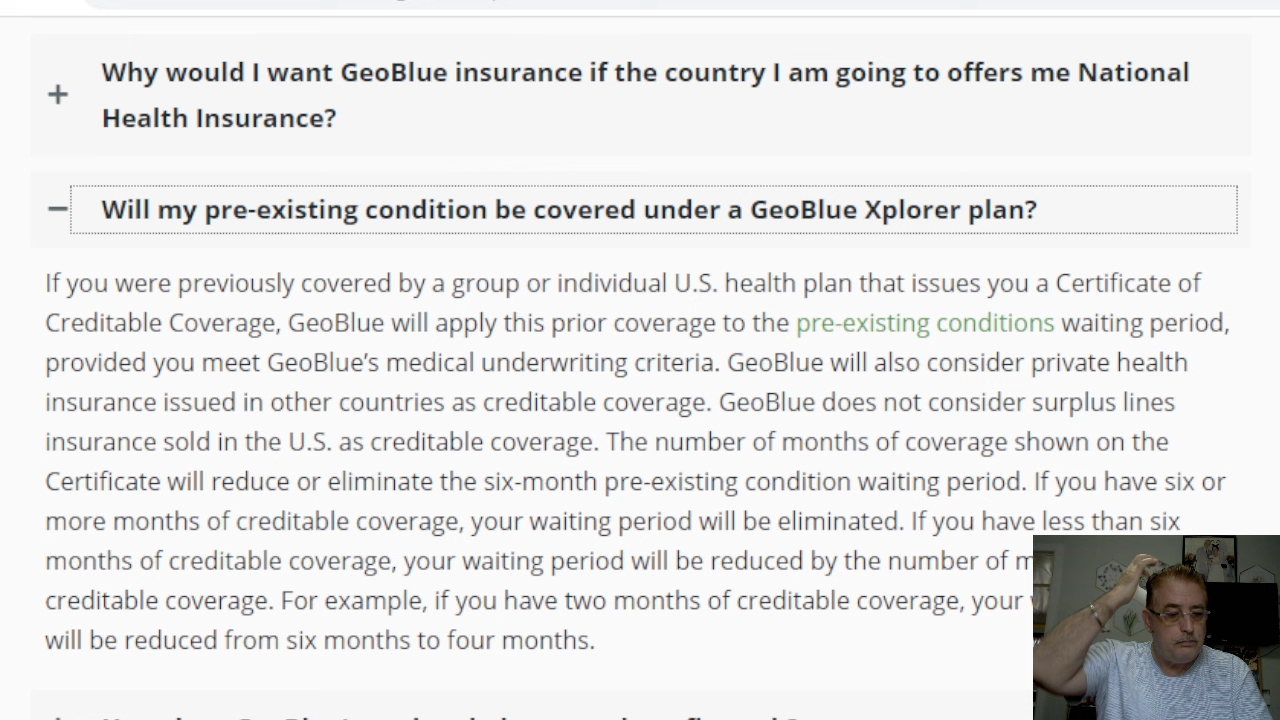 Why would I want GeoBlue insurance if the country I am going to offers me National
Health Insurance?
Will my pre-existing condition be covered under a GeoBlue Xplorer plan?
If you were previously covered by a group or individual U.S. health plan that issues you a Certificate of
Creditable Coverage, GeoBlue will apply this prior coverage to the pre-existing conditions waiting period,
provided you meet GeoBlue’s medical underwriting criteria. GeoBlue will also consider private health
insurance issued in other countries as creditable coverage. GeoBlue does not consider surplus lines
insurance sold in the U.S. as creditable coverage. The number of months of coverage shown on the
Certificate will reduce or eliminate the six-month pre-existing condition waiting period. If you have six or
more months of creditable coverage, your waiting period will be eliminated. If you have less than six
months of creditable coverage, your waiting period will be reduced by the number of
creditable coverage. For example, if you have two months of creditable coverage, your
will be reduced from six months to four months.